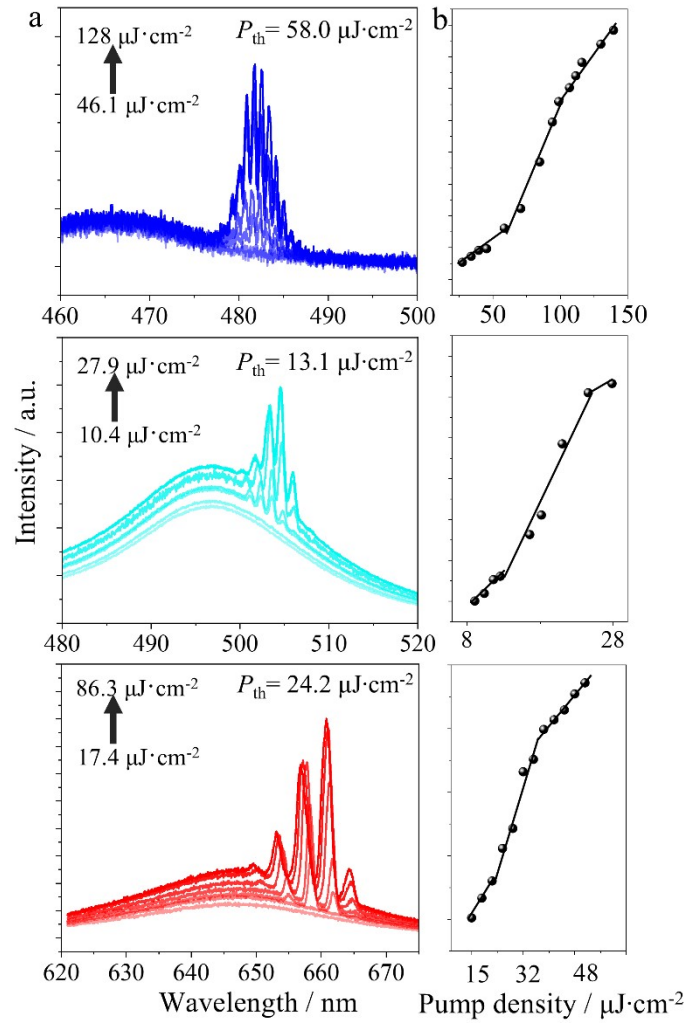 a
b
128 μJ·cm-2
Pth= 58.0 μJ·cm-2
46.1 μJ·cm-2
460 470 480 490 500
50 100 150
27.9 μJ·cm-2
Pth= 13.1 μJ·cm-2
10.4 μJ·cm-2
480 490 500 510 520
8 28
Intensity / a.u.
86.3 μJ·cm-2
Pth= 24.2 μJ·cm-2
17.4 μJ·cm-2
620 630 640 650 660 670
15 32 48
Wavelength / nm
Pump density / μJ·cm-2